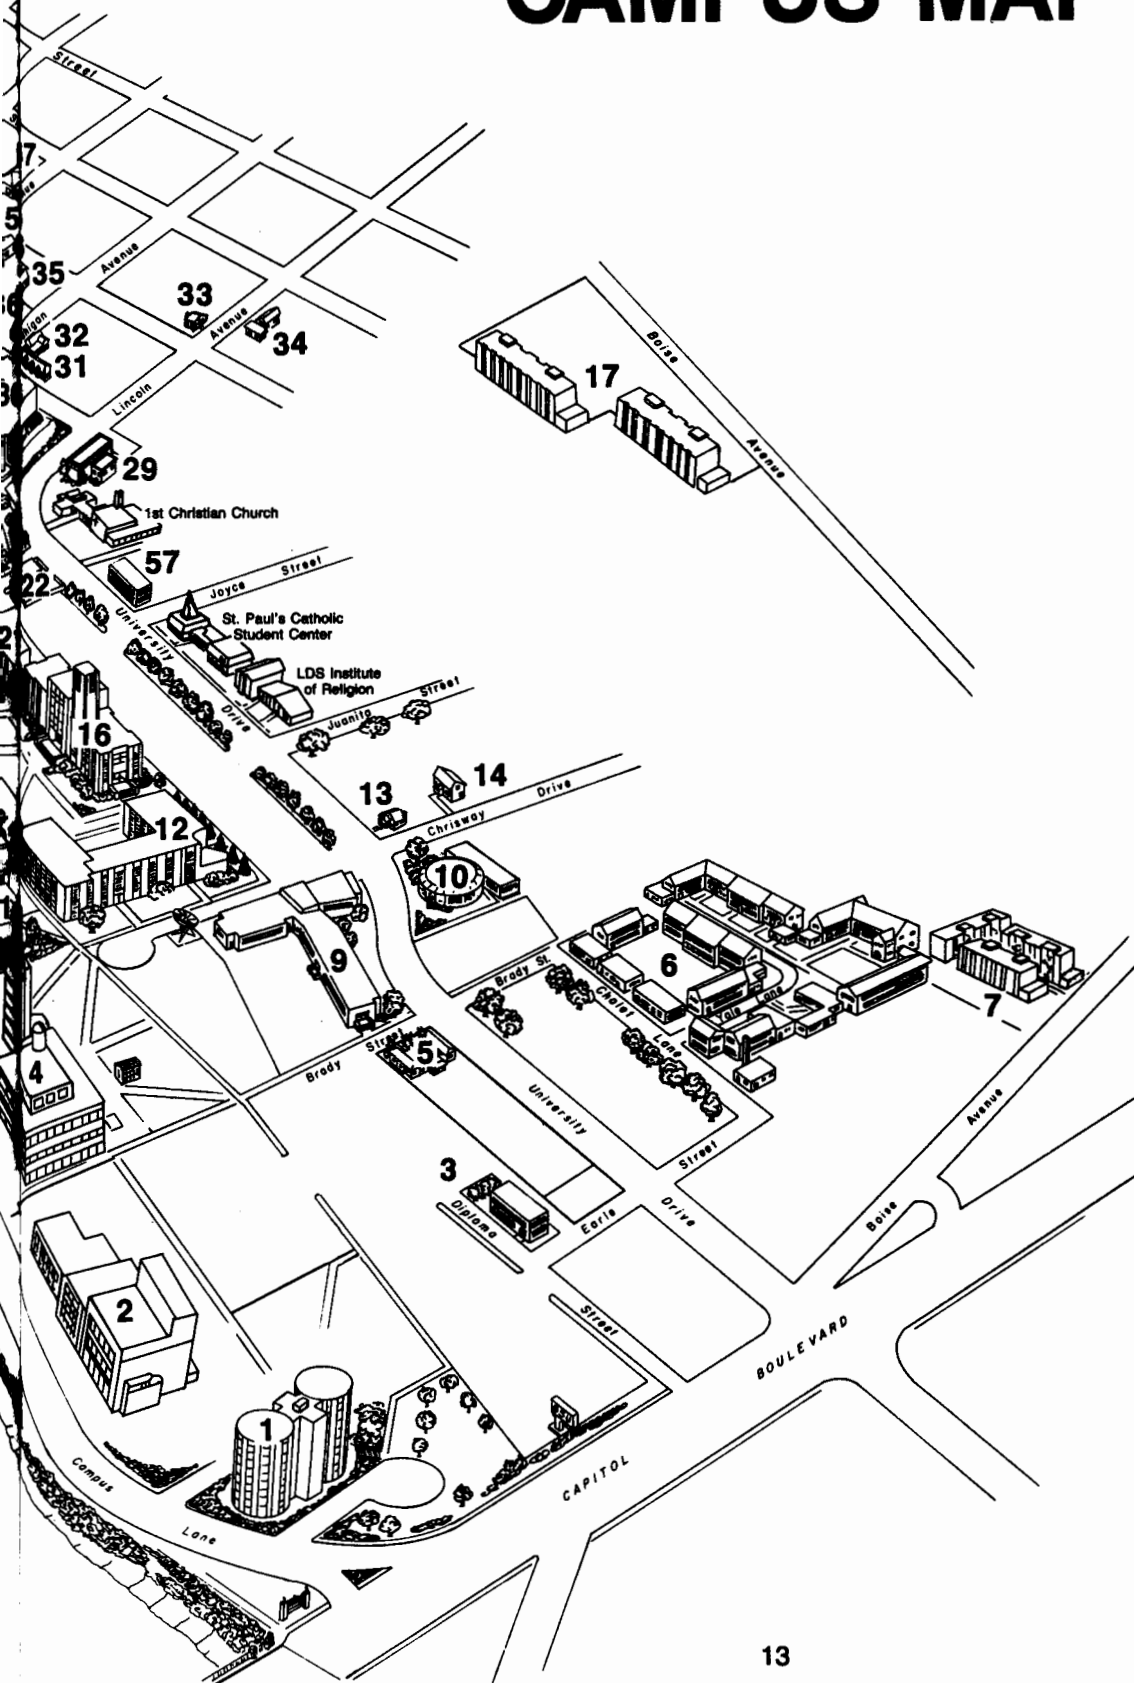 CAMPUS MAP
Street
Avenue
35
33
Avenue
34
32
31
Boise
17
Lincoln
Avenue
29
1st Christian Church
57
Joyce Street
22
University
St. Paul's Catholic
Student Center
LDS Institute
of Religion
Drive
Juanita Street
16
14
13
Chrisway Drive
12
10
9
Brady St.
6
Chalet
Yale Lane
7
Lane
Brady Street
5
4
University
Avenue
Street
3
Diploma
Earle
Drive
Boise
2
Street
BOULEVARD
1
Campus
CAPITOL
Lane
13